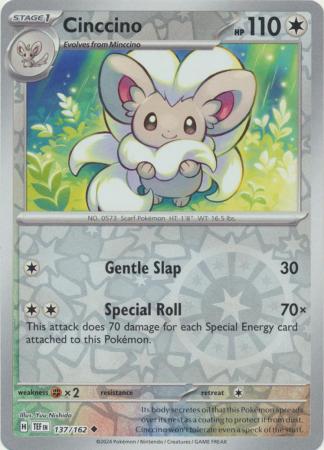 STAGE 1
Cinccino
HP 110
Evolves from Minccino
NO. 0573 Scarf Pokémon HT: 1'8" WT: 16.5 lbs.
Gentle Slap 30
Special Roll 70×
This attack does 70 damage for each Special Energy card
attached to this Pokémon.
weakness ×2 resistance retreat
Illus. Yuu Nishida
H TEF EN 137/162
Its body secretes oil that this Pokémon spreads
over its nest as a coating to protect it from dust.
Cinccino won't tolerate even a speck of the stuff.
©2024 Pokémon / Nintendo / Creatures / GAME FREAK